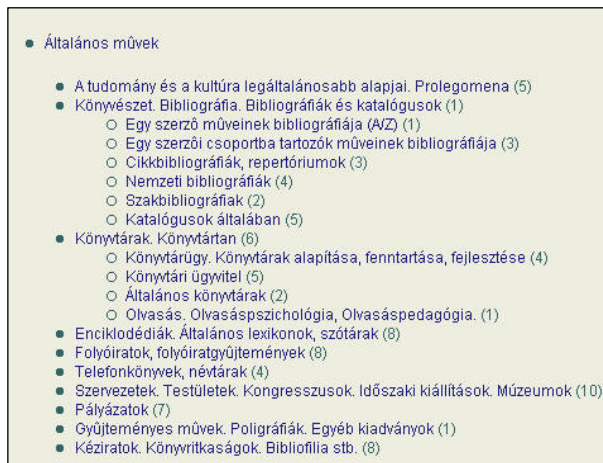 Általános mûvek
A tudomány és a kultúra legáltalánosabb alapjai. Prolegomena (5)
Könyvészet. Bibliográfia. Bibliográfiák és katalógusok (1)
Egy szerzô mûveinek bibliográfiája (A/Z) (1)
Egy szerzôi csoportba tartozók mûveinek bibliográfiája (3)
Cikkbibliográfiák, repertóriumok (3)
Nemzeti bibliográfiák (4)
Szakbibliográfiak (2)
Katalógusok általában (5)
Könyvtárak. Könyvtártan (6)
Könyvtárügy. Könyvtárak alapítása, fenntartása, fejlesztése (4)
Könyvtári ügyvitel (5)
Általános könyvtárak (2)
Olvasás. Olvasáspszichológia, Olvasáspedagógia. (1)
Enciklodédiák. Általános lexikonok, szótárak (8)
Folyóiratok, folyóiratgyûjtemények (8)
Telefonkönyvek, névtárak (4)
Szervezetek. Testületek. Kongresszusok. Időszaki kiállítások. Múzeumok (10)
Pályázatok (7)
Gyûjteményes mûvek. Poligráfiák. Egyéb kiadványok (1)
Kéziratok. Könyvritkaságok. Bibliofilia stb. (8)